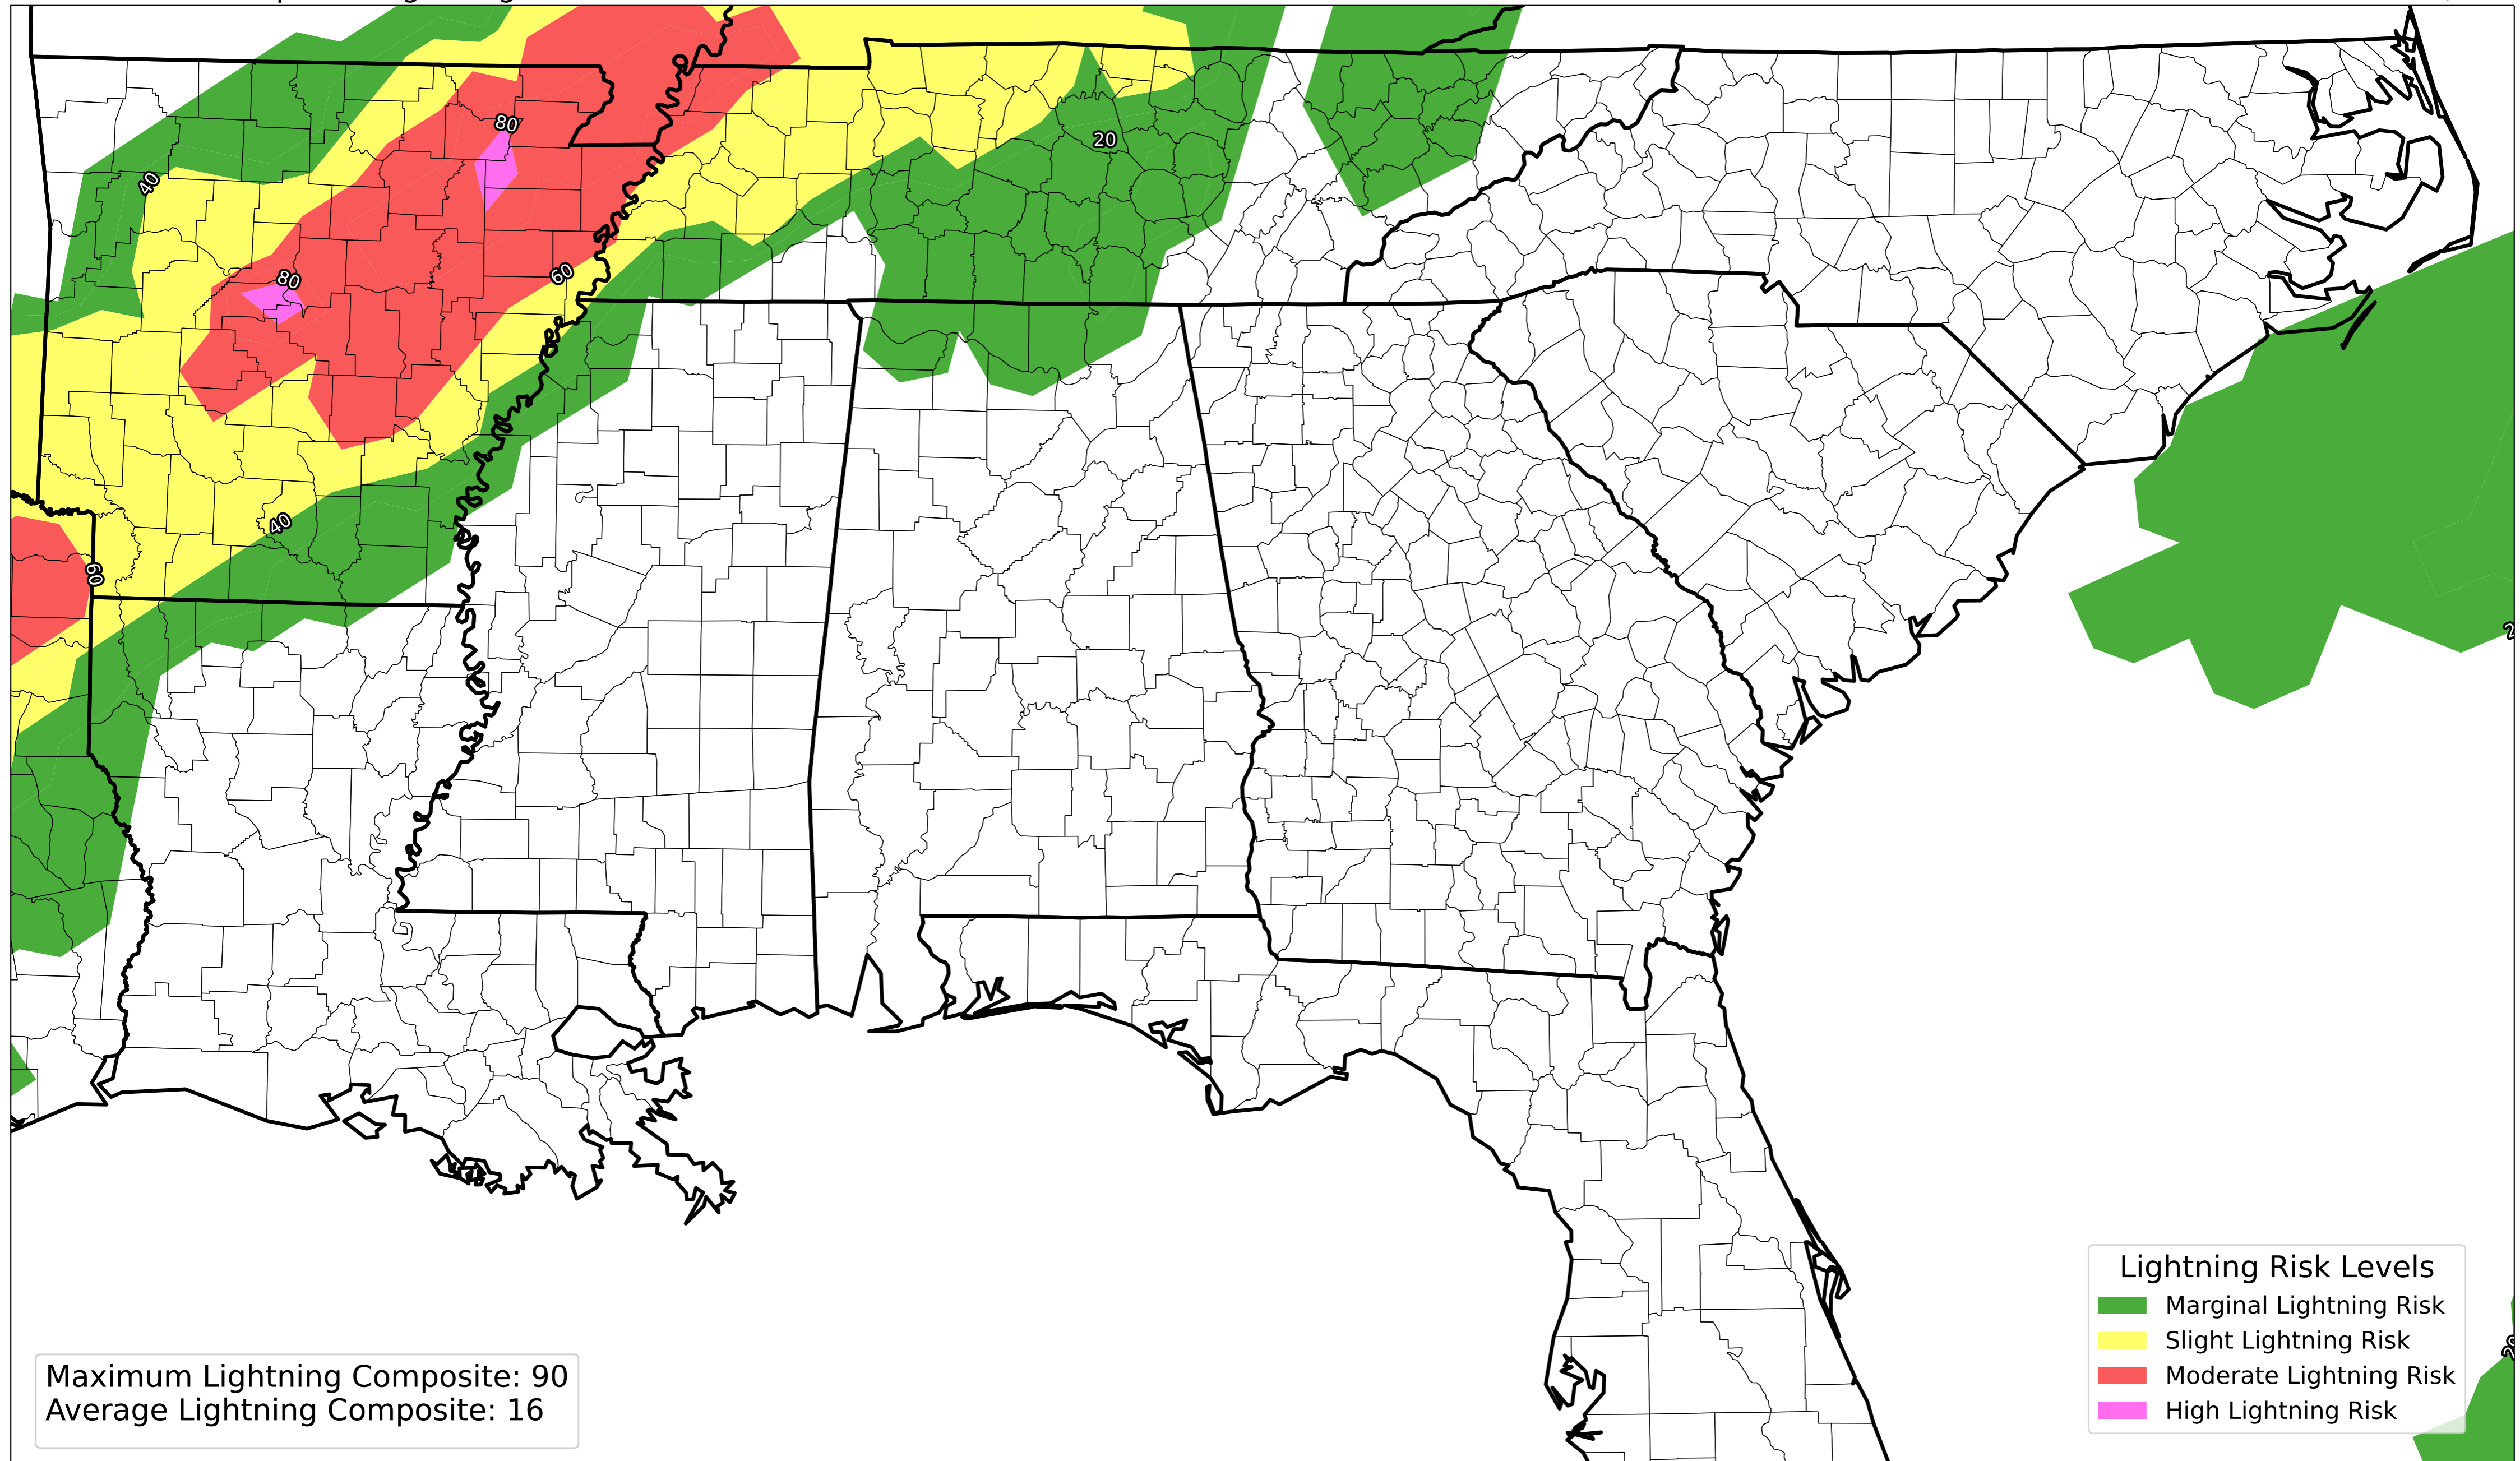 80
20
40
80
60
40
60
Lightning Risk Levels
Marginal Lightning Risk
Slight Lightning Risk
Moderate Lightning Risk
High Lightning Risk
Maximum Lightning Composite: 90
Average Lightning Composite: 16